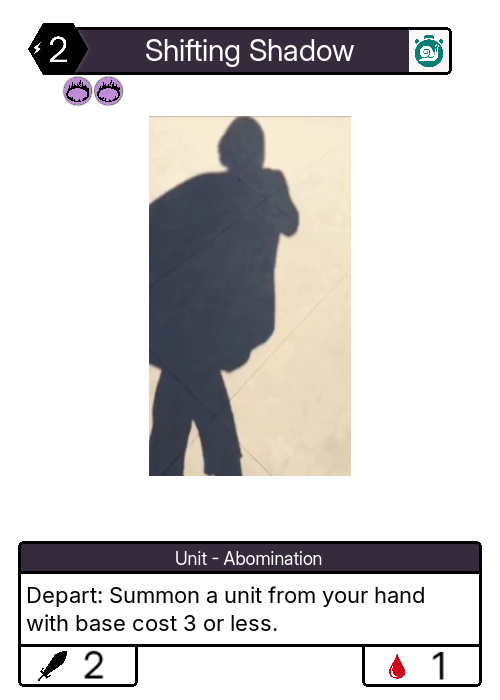 2
Shifting Shadow
Unit - Abomination
Depart: Summon a unit from your hand
with base cost 3 or less.
2
1